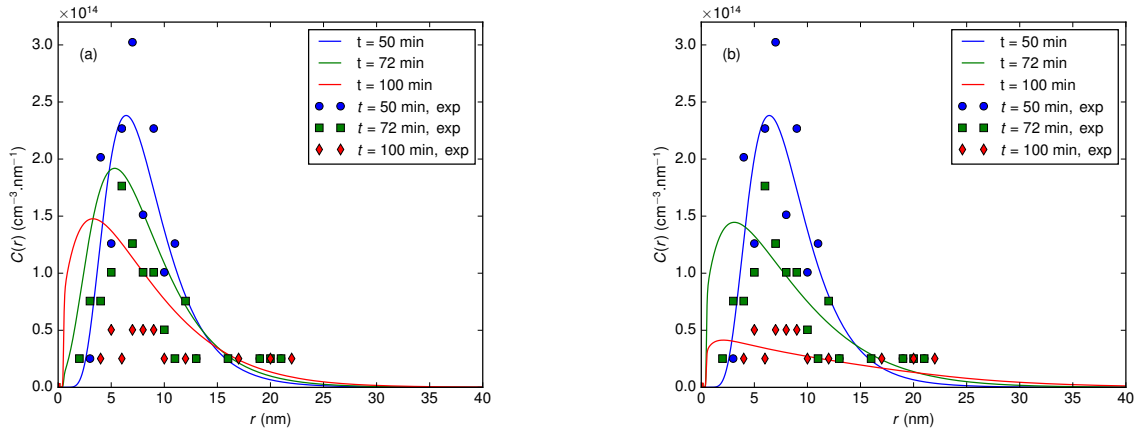 ×10¹⁴
(a)
t = 50 min
t = 72 min
t = 100 min
t = 50 min, exp
t = 72 min, exp
t = 100 min, exp
C(r) (cm⁻³.nm⁻¹)
3.0
2.5
2.0
1.5
1.0
0.5
0.0
0 5 10 15 20 25 30 35 40
r (nm)
×10¹⁴
(b)
t = 50 min
t = 72 min
t = 100 min
t = 50 min, exp
t = 72 min, exp
t = 100 min, exp
C(r) (cm⁻³.nm⁻¹)
3.0
2.5
2.0
1.5
1.0
0.5
0.0
0 5 10 15 20 25 30 35 40
r (nm)